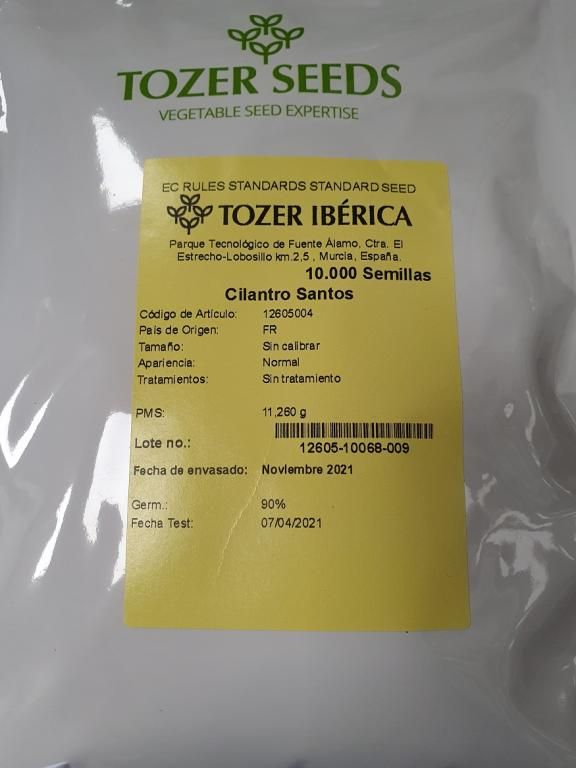 TOZER SEEDS
VEGETABLE SEED EXPERTISE
EC RULES STANDARDS STANDARD SEED
TOZER IBÉRICA
Parque Tecnológico de Fuente Álamo, Ctra. El
Estrecho-Lobosillo km.2,5 , Murcia, España.
10.000 Semillas
Cilantro Santos
Código de Artículo: 12605004
País de Origen: FR
Tamaño: Sin calibrar
Apariencia: Normal
Tratamientos: Sin tratamiento
PMS: 11,260 g
Lote no.: 12605-10068-009
Fecha de envasado: Noviembre 2021
Germ.: 90%
Fecha Test: 07/04/2021